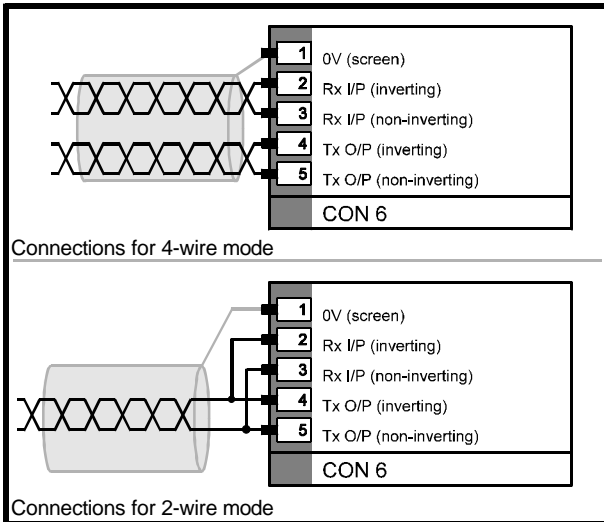 1 0V (screen)
2 Rx I/P (inverting)
3 Rx I/P (non-inverting)
4 Tx O/P (inverting)
5 Tx O/P (non-inverting)
CON 6
Connections for 4-wire mode
1 0V (screen)
2 Rx I/P (inverting)
3 Rx I/P (non-inverting)
4 Tx O/P (inverting)
5 Tx O/P (non-inverting)
CON 6
Connections for 2-wire mode